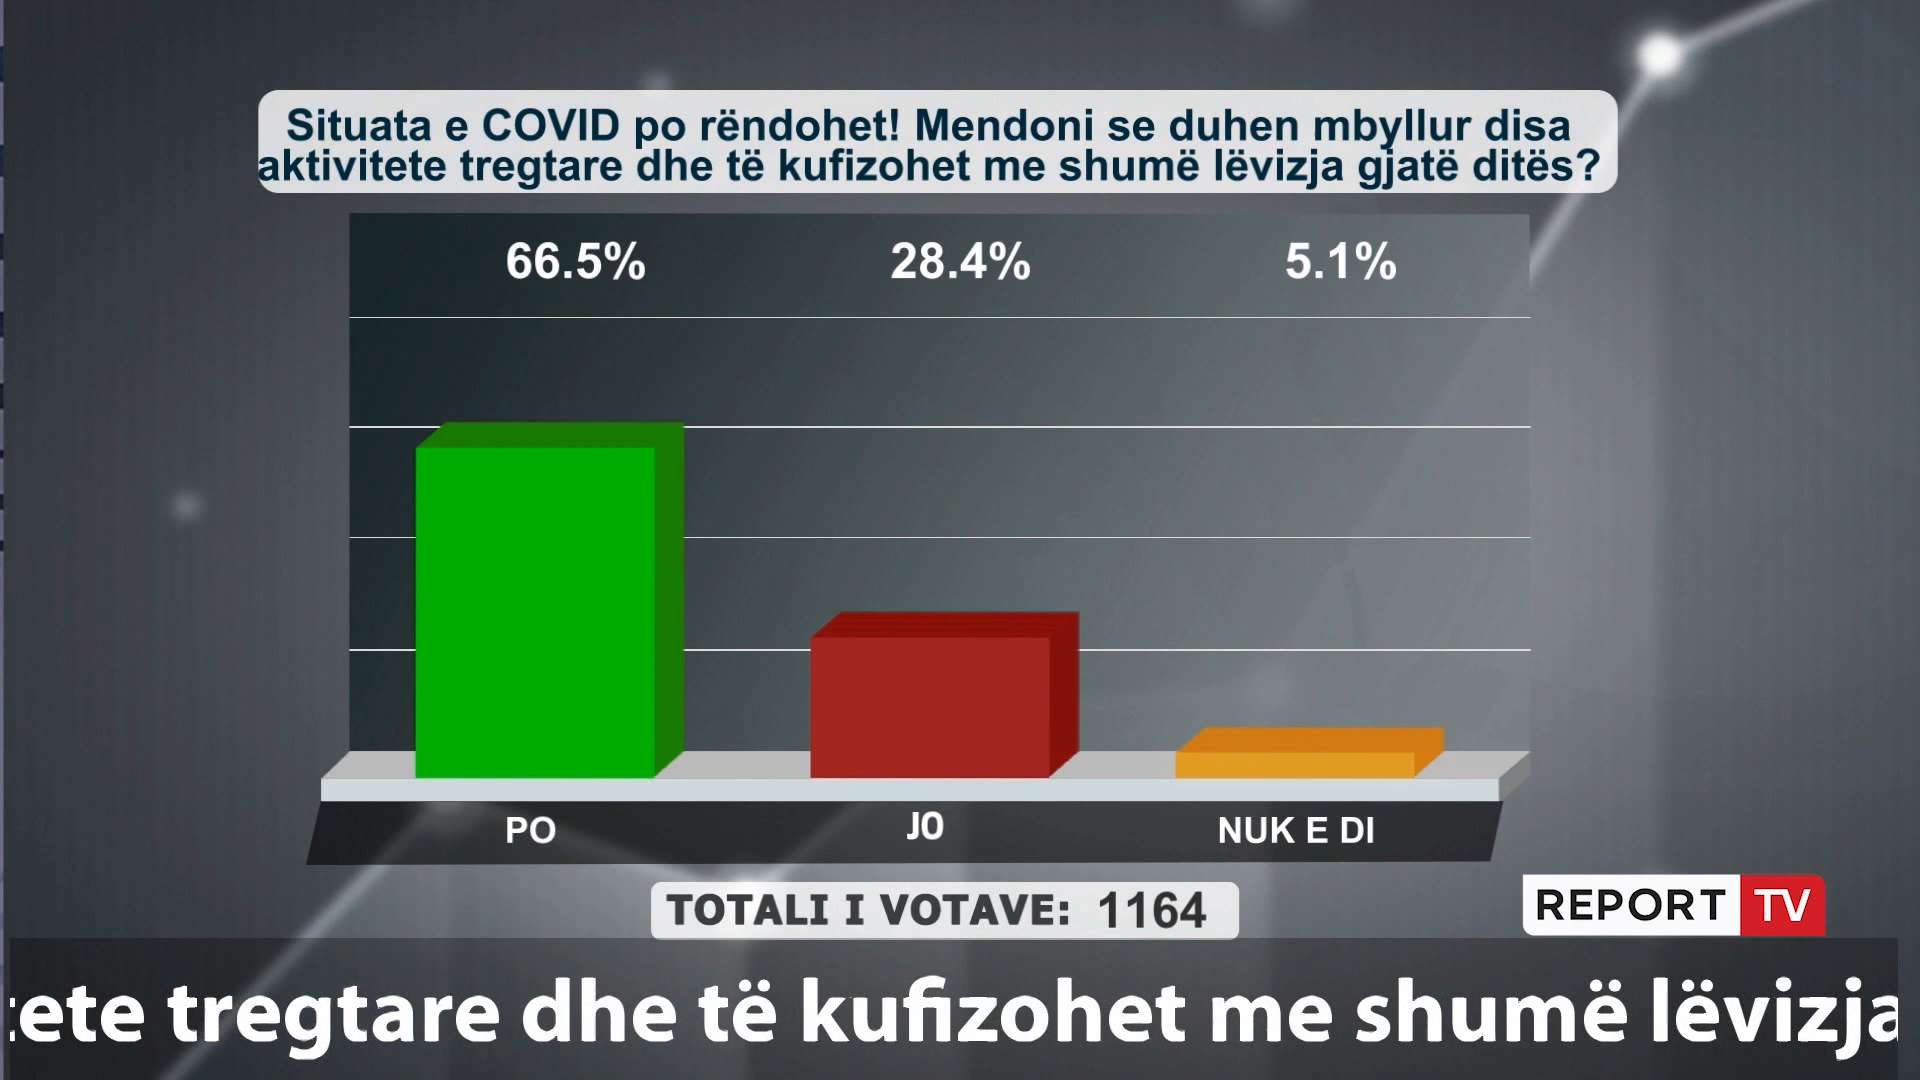 Situata e COVID po rëndohet! Mendoni se duhen mbyllur disa
aktivitete tregtare dhe të kufizohet me shumë lëvizja gjatë ditës?
66.5% 28.4% 5.1%
PO JO NUK E DI
TOTALI I VOTAVE: 1164
REPORT TV
tete tregtare dhe të kufizohet me shumë lëvizja